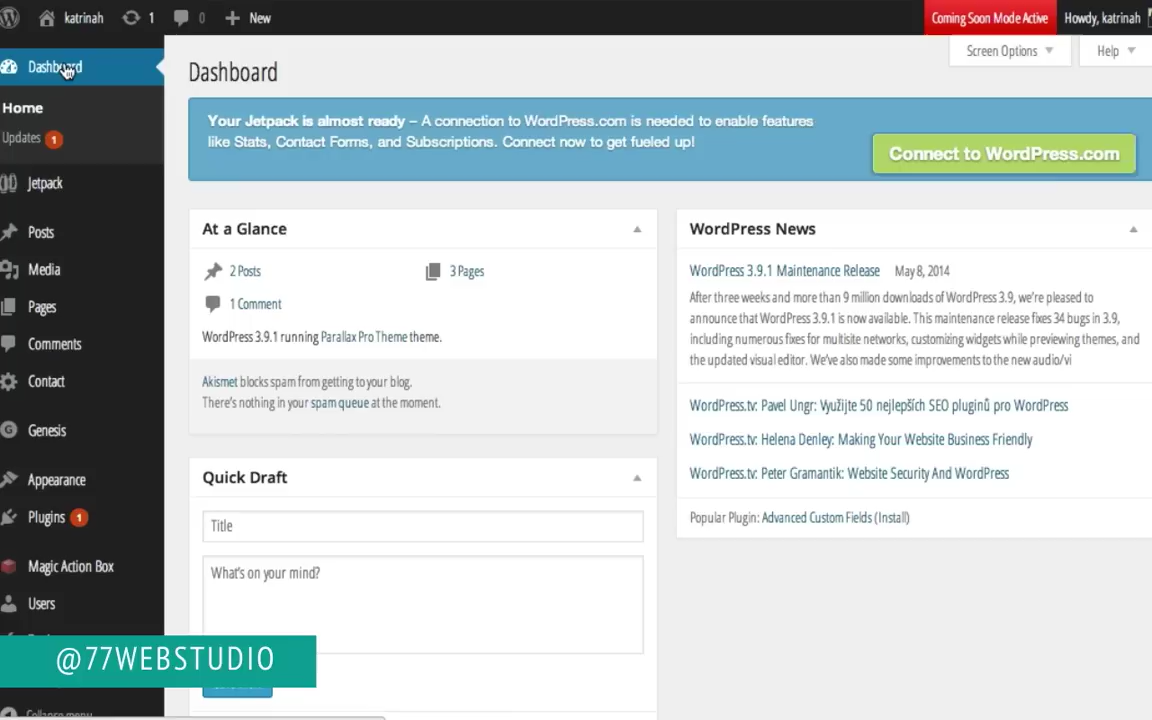 katrinah 1 0 New Coming Soon Mode Active Howdy, katrinah
Screen Options Help
Dashboard
Home
Updates 1
Jetpack
Posts
Media
Pages
Comments
Contact
Genesis
Appearance
Plugins 1
Magic Action Box
Users
Collapse menu
Dashboard
Your Jetpack is almost ready – A connection to WordPress.com is needed to enable features
like Stats, Contact Forms, and Subscriptions. Connect now to get fueled up!
Connect to WordPress.com
At a Glance
2 Posts 3 Pages
1 Comment
WordPress 3.9.1 running Parallax Pro Theme theme.
Akismet blocks spam from getting to your blog.
There's nothing in your spam queue at the moment.
Quick Draft
Title
What's on your mind?
WordPress News
WordPress 3.9.1 Maintenance Release May 8, 2014
After three weeks and more than 9 million downloads of WordPress 3.9, we're pleased to
announce that WordPress 3.9.1 is now available. This maintenance release fixes 34 bugs in 3.9,
including numerous fixes for multisite networks, customizing widgets while previewing themes, and
the updated visual editor. We've also made some improvements to the new audio/vi
WordPress.tv: Pavel Ungr: Využijte 50 nejlepších SEO pluginů pro WordPress
WordPress.tv: Helena Denley: Making Your Website Business Friendly
WordPress.tv: Peter Gramantik: Website Security And WordPress
Popular Plugin: Advanced Custom Fields (Install)
@77WEBSTUDIO